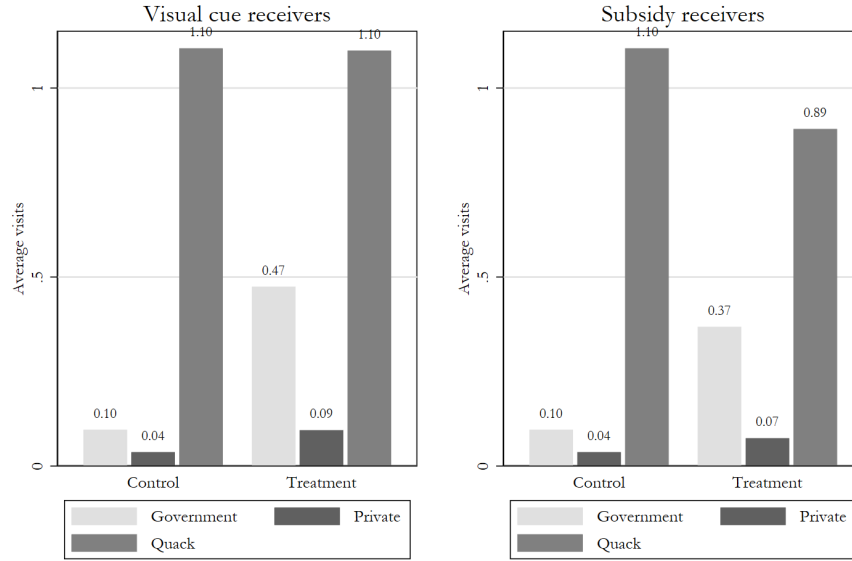 Visual cue receivers
Average visits
0
.5
1
0.10
0.04
1.10
0.47
0.09
1.10
Control
Treatment
Government
Private
Quack
Subsidy receivers
Average visits
0
.5
1
0.10
0.04
1.10
0.37
0.07
0.89
Control
Treatment
Government
Private
Quack